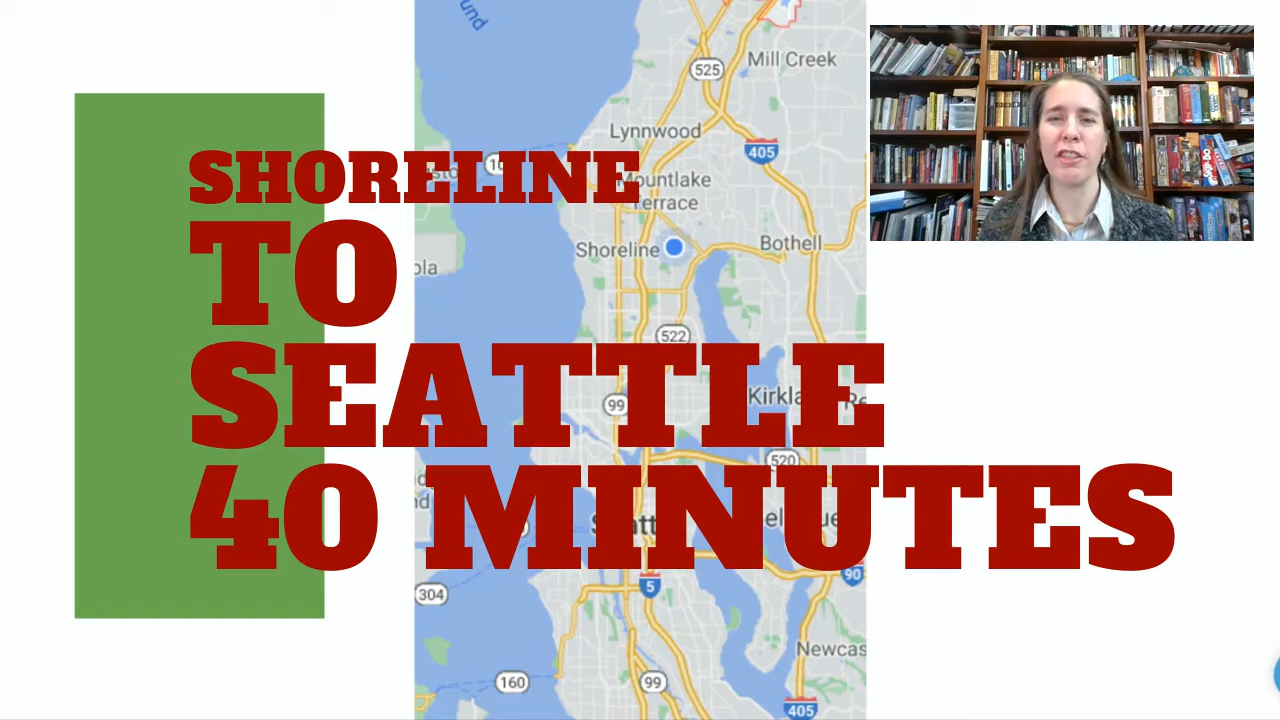 SHORELINE
TO
SEATTLE
40 MINUTES
Mill Creek
525
Lynnwood
405
Mountlake
Terrace
Shoreline
Bothell
522
99
520
90
5
304
Newcas
160
99
405